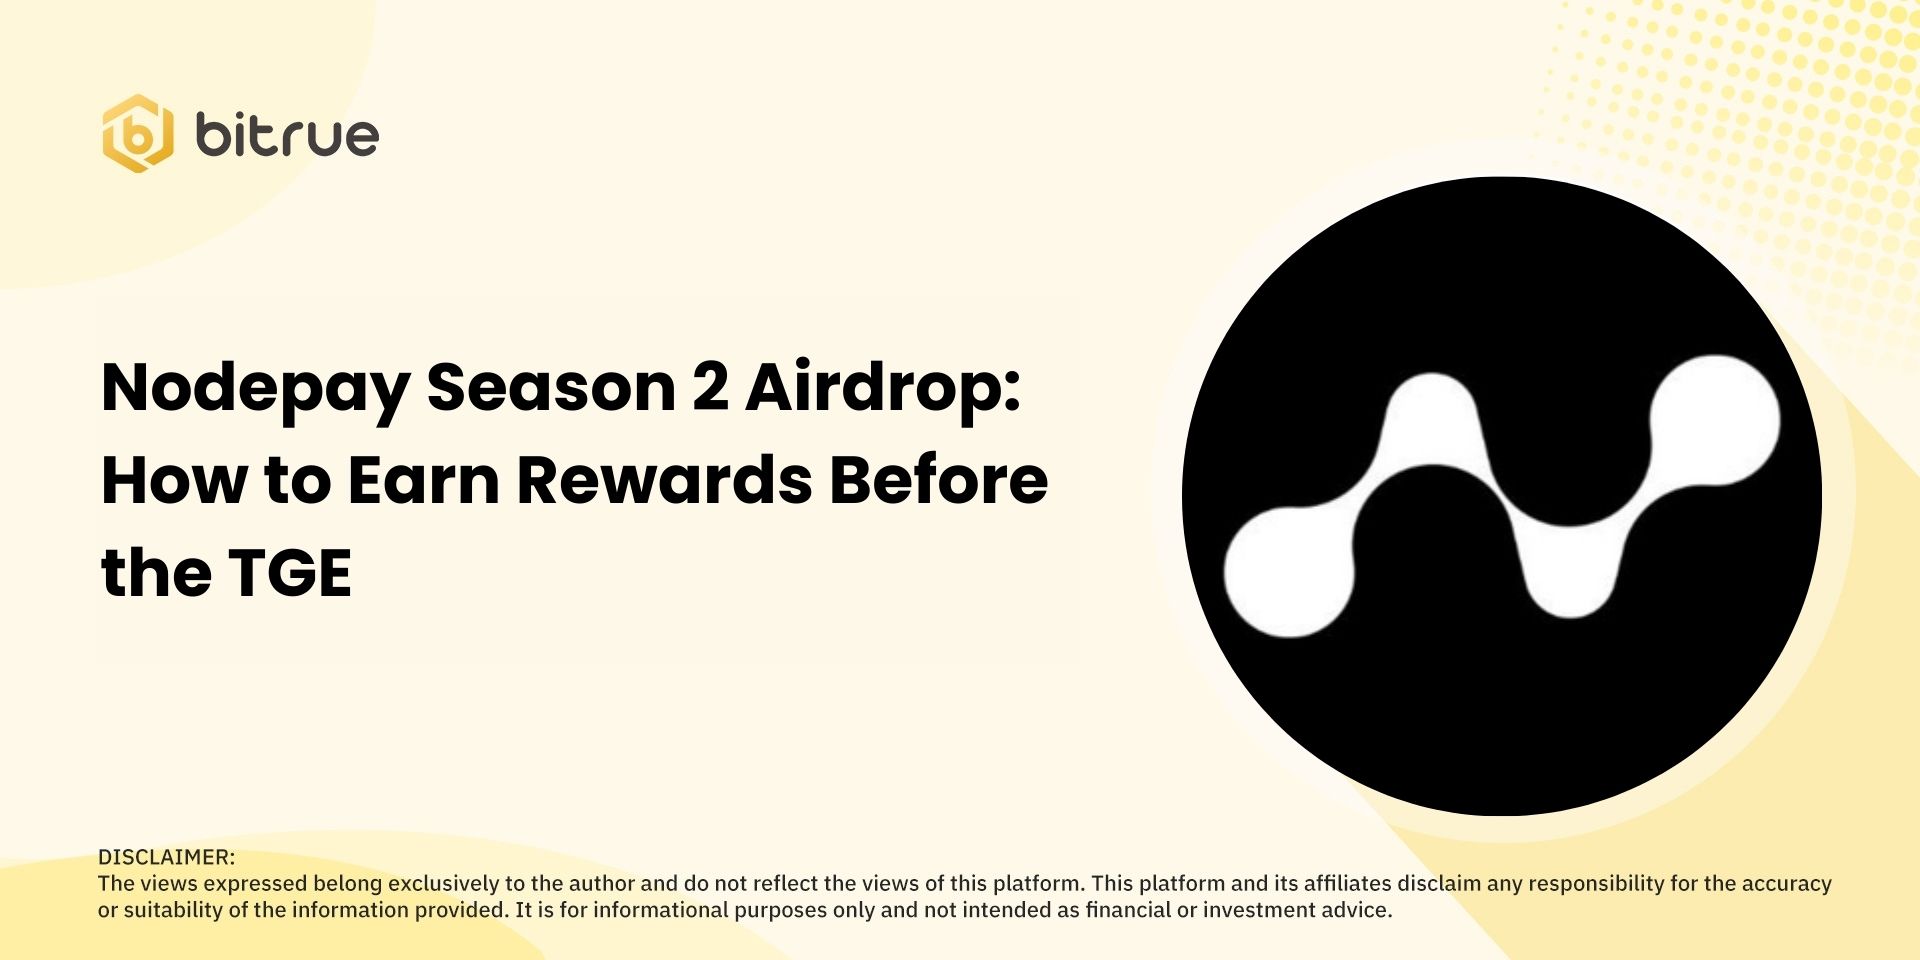 bitrue
Nodepay Season 2 Airdrop:
How to Earn Rewards Before
the TGE
DISCLAIMER:
The views expressed belong exclusively to the author and do not reflect the views of this platform. This platform and its affiliates disclaim any responsibility for the accuracy
or suitability of the information provided. It is for informational purposes only and not intended as financial or investment advice.